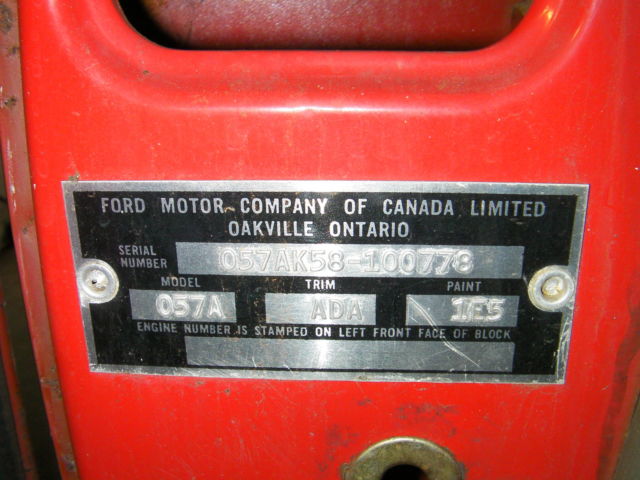 FORD MOTOR COMPANY OF CANADA LIMITED
OAKVILLE ONTARIO
SERIAL NUMBER 057AK58-100778
MODEL TRIM PAINT
057A ADA 1E5
ENGINE NUMBER IS STAMPED ON LEFT FRONT FACE OF BLOCK